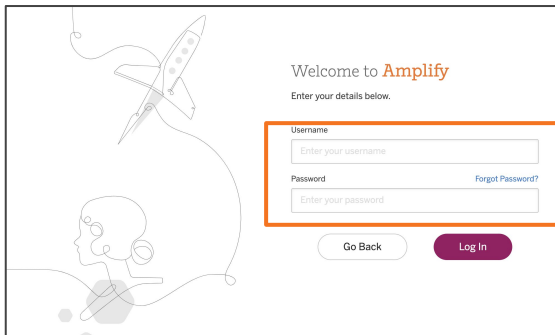 Welcome to Amplify
Enter your details below.
Username
Enter your username
Password Forgot Password?
Enter your password
Go Back Log In